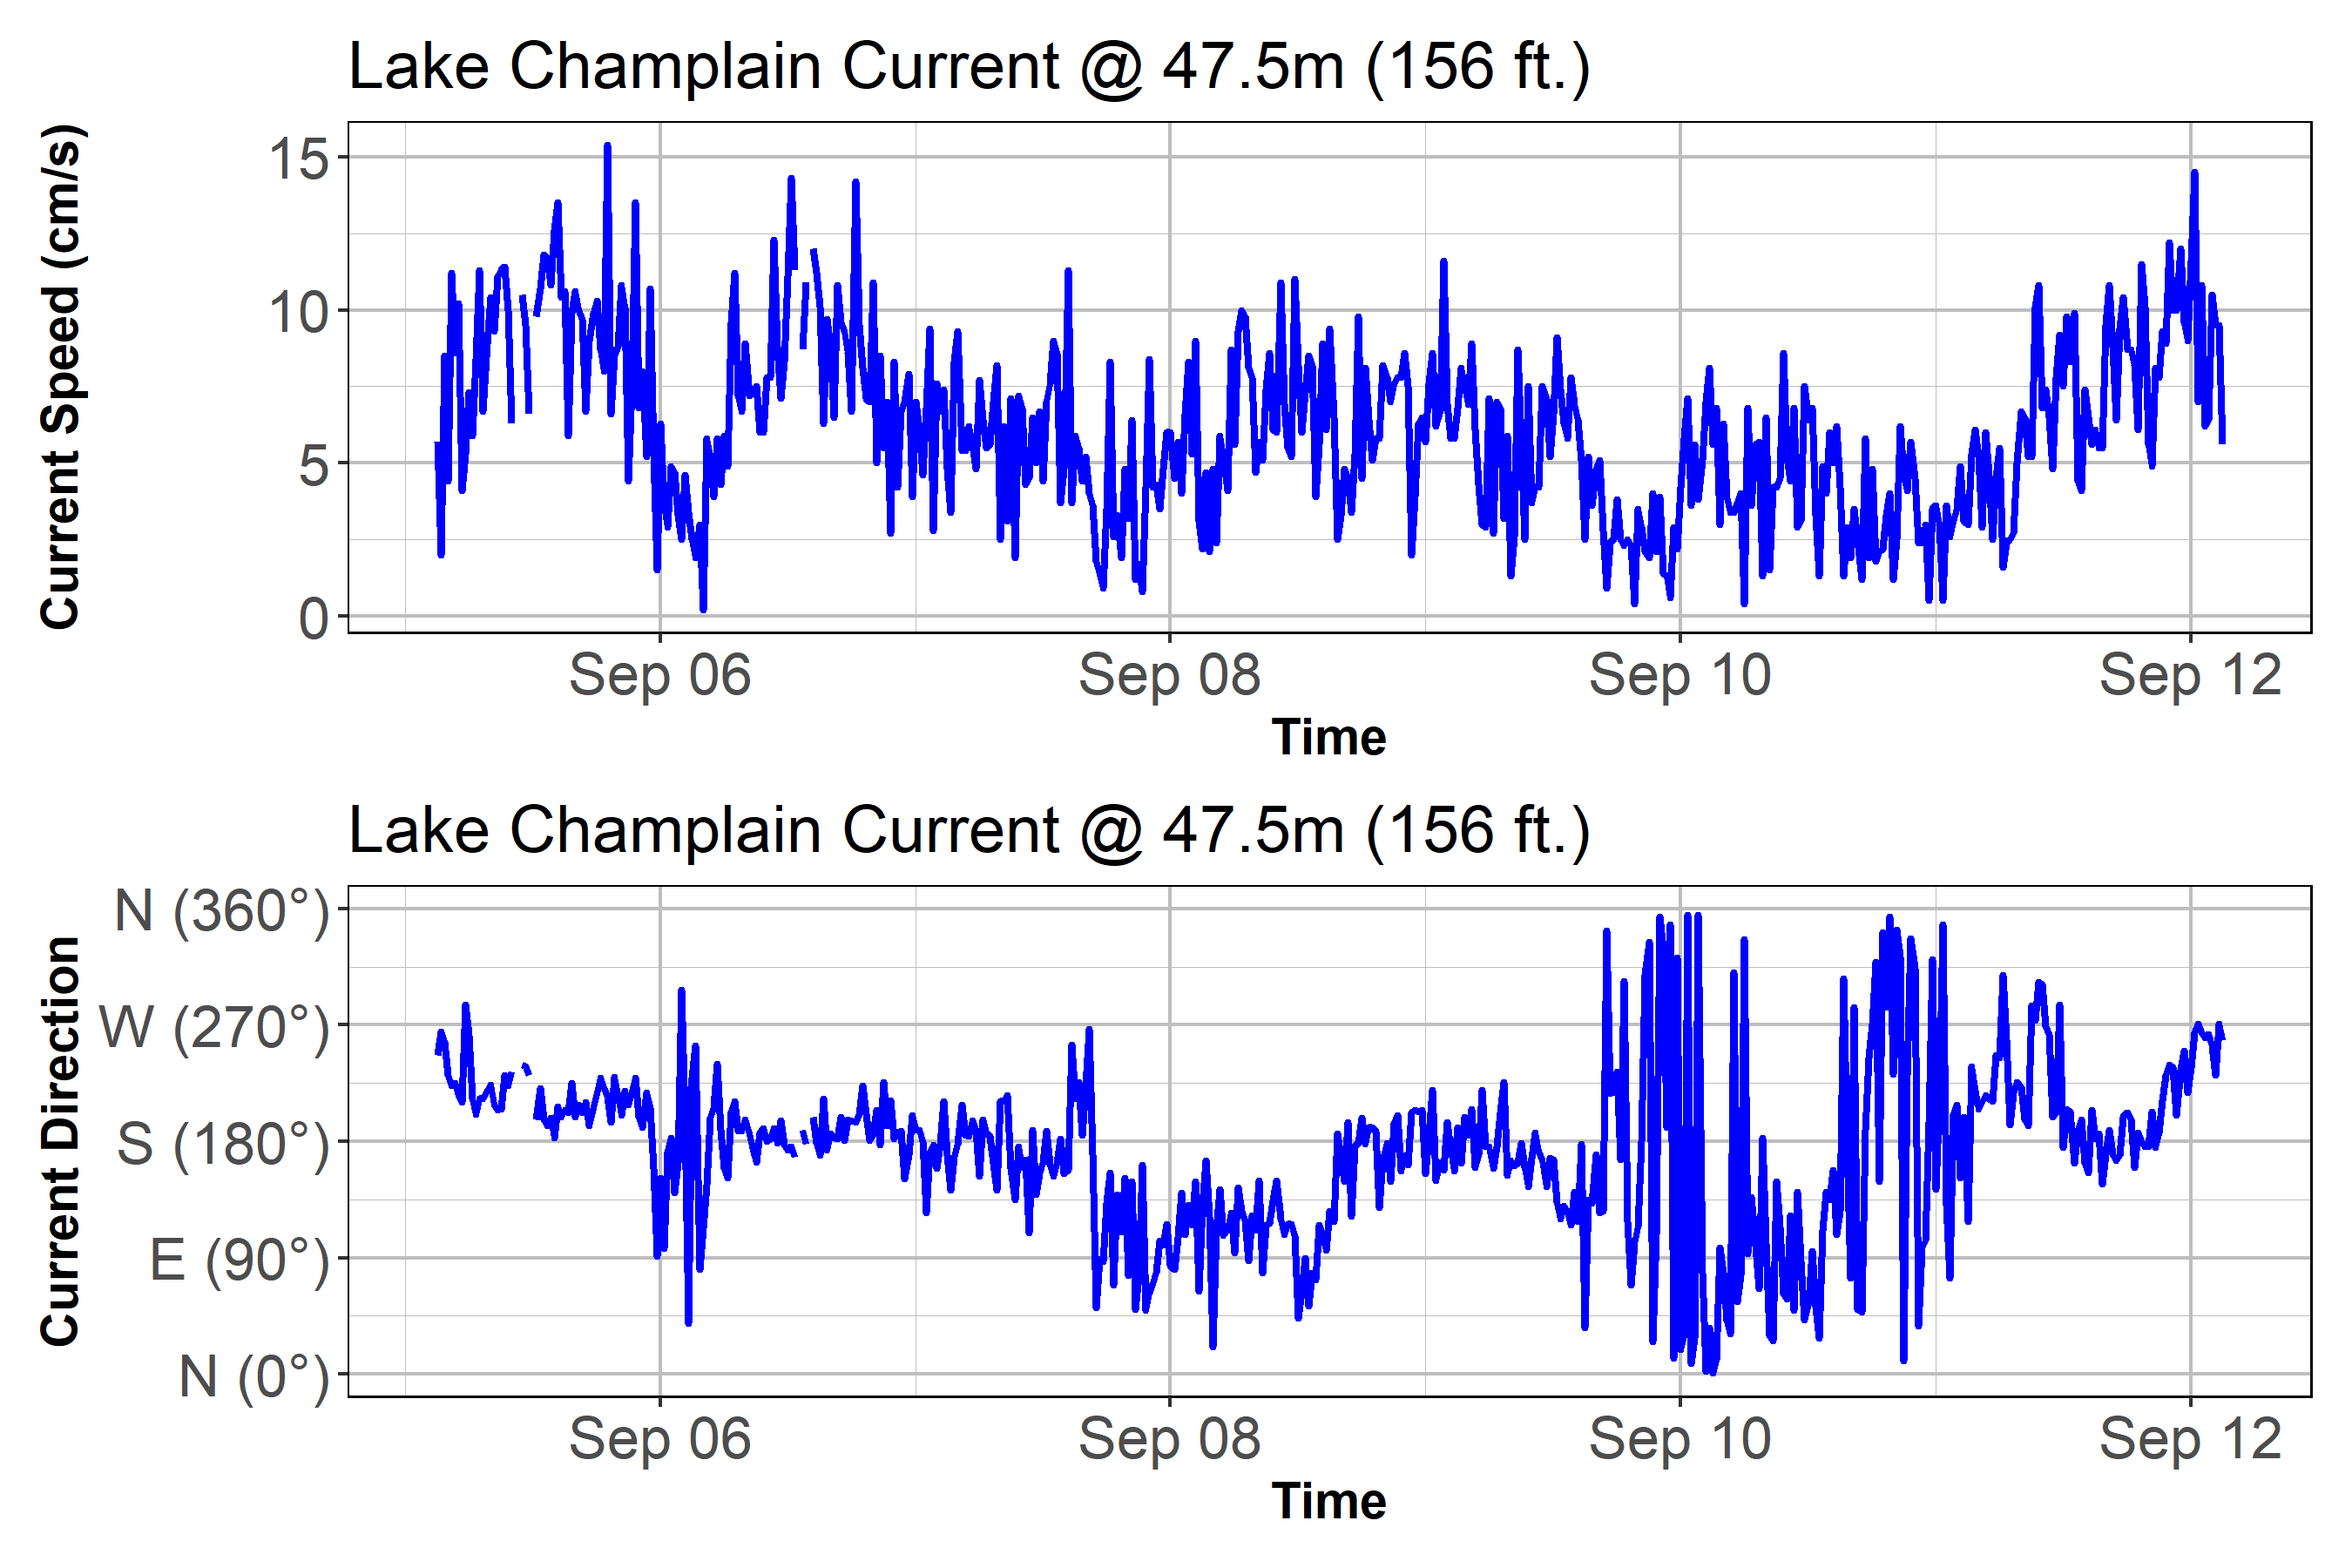 Lake Champlain Current @ 47.5m (156 ft.)
Current Speed (cm/s)
15
10
5
0
Sep 06 Sep 08 Sep 10 Sep 12
Time
Lake Champlain Current @ 47.5m (156 ft.)
Current Direction
N (360°)
W (270°)
S (180°)
E (90°)
N (0°)
Sep 06 Sep 08 Sep 10 Sep 12
Time